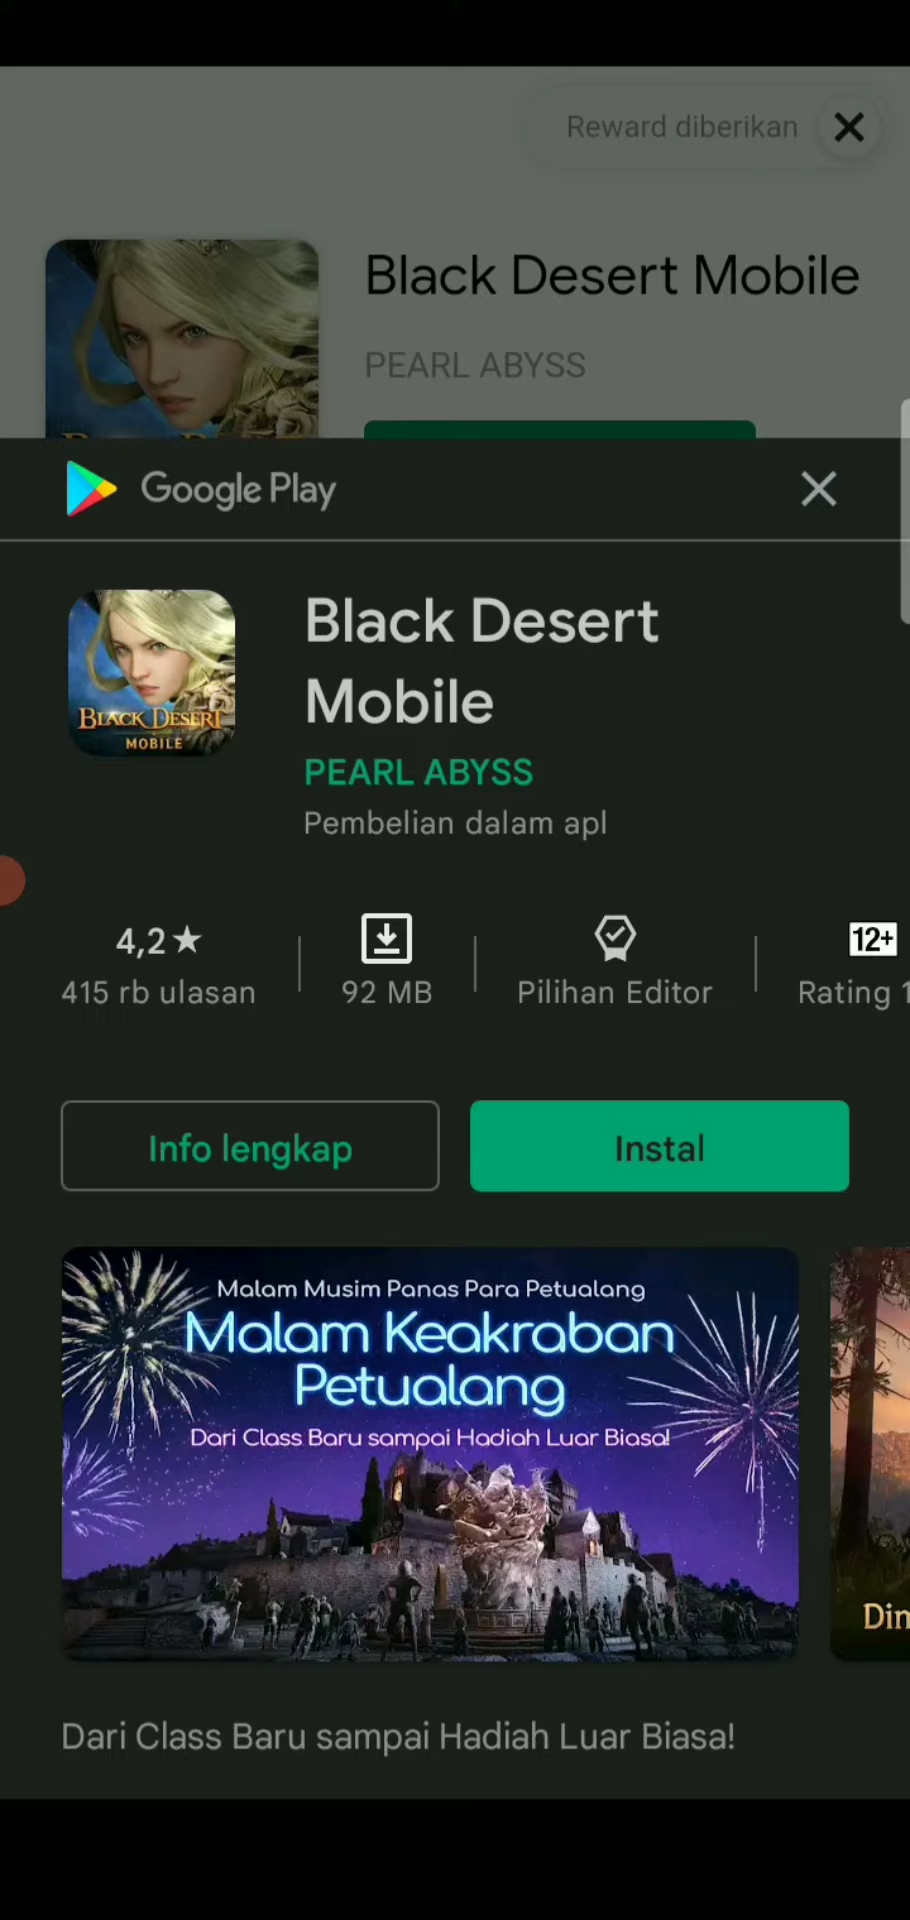 Reward diberikan
Black Desert Mobile
PEARL ABYSS
Google Play
Black Desert
Mobile
PEARL ABYSS
Pembelian dalam apl
BLACK DESERT
MOBILE
4,2★
415 rb ulasan
92 MB
Pilihan Editor
12+
Rating 1
Info lengkap
Instal
Malam Musim Panas Para Petualang
Malam Keakraban
Petualang
Dari Class Baru sampai Hadiah Luar Biasa!
Din
Dari Class Baru sampai Hadiah Luar Biasa!